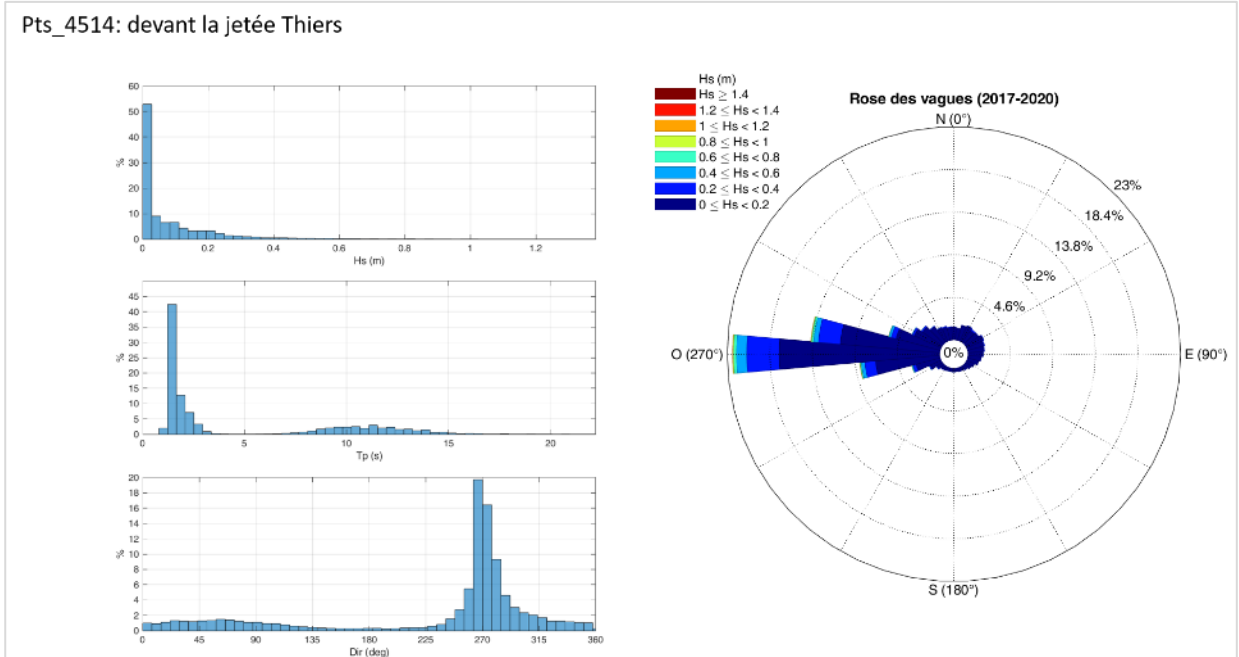 Pts_4514: devant la jetée Thiers
60
50
40
30
20
10
0
%
0 0.2 0.4 0.6 0.8 1 1.2
Hs (m)
45
40
35
30
25
20
15
10
5
0
%
0 5 10 15 20
Tp (s)
20
18
16
14
12
10
8
6
4
2
0
%
0 45 90 135 180 225 270 315 360
Dir (deg)
Hs (m)
Hs ≥ 1.4
1.2 ≤ Hs < 1.4
1 ≤ Hs < 1.2
0.8 ≤ Hs < 1
0.6 ≤ Hs < 0.8
0.4 ≤ Hs < 0.6
0.2 ≤ Hs < 0.4
0 ≤ Hs < 0.2
Rose des vagues (2017-2020)
N (0°)
23%
18.4%
13.8%
9.2%
4.6%
O (270°)
0%
E (90°)
S (180°)